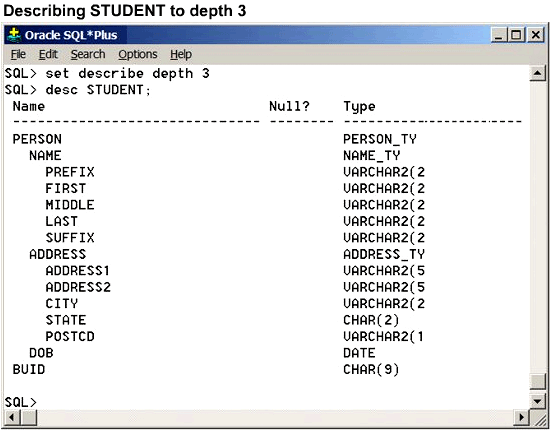 Describing STUDENT to depth 3
Oracle SQL*Plus
File Edit Search Options Help
SQL> set describe depth 3
SQL> desc STUDENT;
Name Null? Type
----------------------------- -------- --------------------
PERSON PERSON_TY
NAME NAME_TY
PREFIX VARCHAR2(2
FIRST VARCHAR2(2
MIDDLE VARCHAR2(2
LAST VARCHAR2(2
SUFFIX VARCHAR2(2
ADDRESS ADDRESS_TY
ADDRESS1 VARCHAR2(5
ADDRESS2 VARCHAR2(5
CITY VARCHAR2(2
STATE CHAR(2)
POSTCD VARCHAR2(1
DOB DATE
BUID CHAR(9)
SQL>